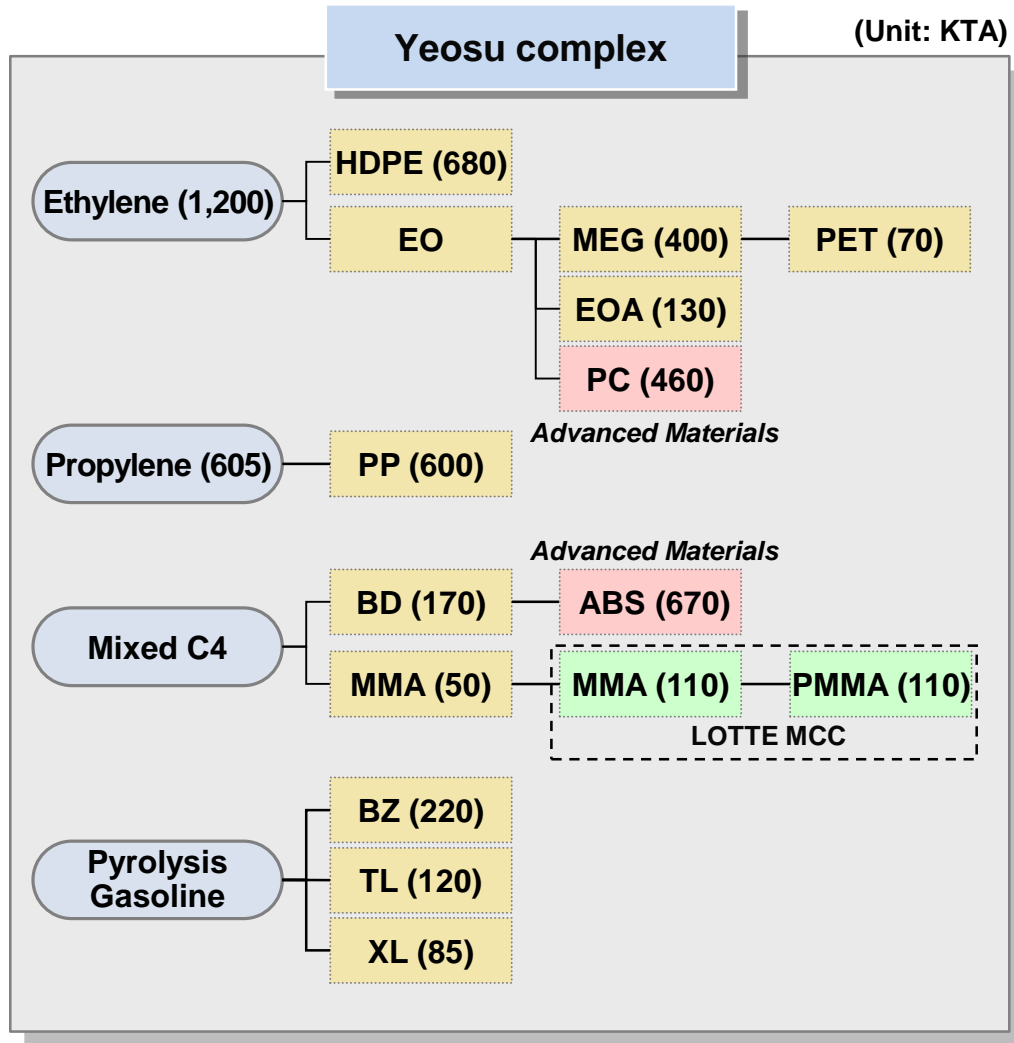 Yeosu complex
(Unit: KTA)
Ethylene (1,200)
HDPE (680)
EO
MEG (400)
PET (70)
EOA (130)
PC (460)
Advanced Materials
Propylene (605)
PP (600)
Advanced Materials
Mixed C4
BD (170)
ABS (670)
MMA (50)
MMA (110)
PMMA (110)
LOTTE MCC
Pyrolysis
Gasoline
BZ (220)
TL (120)
XL (85)